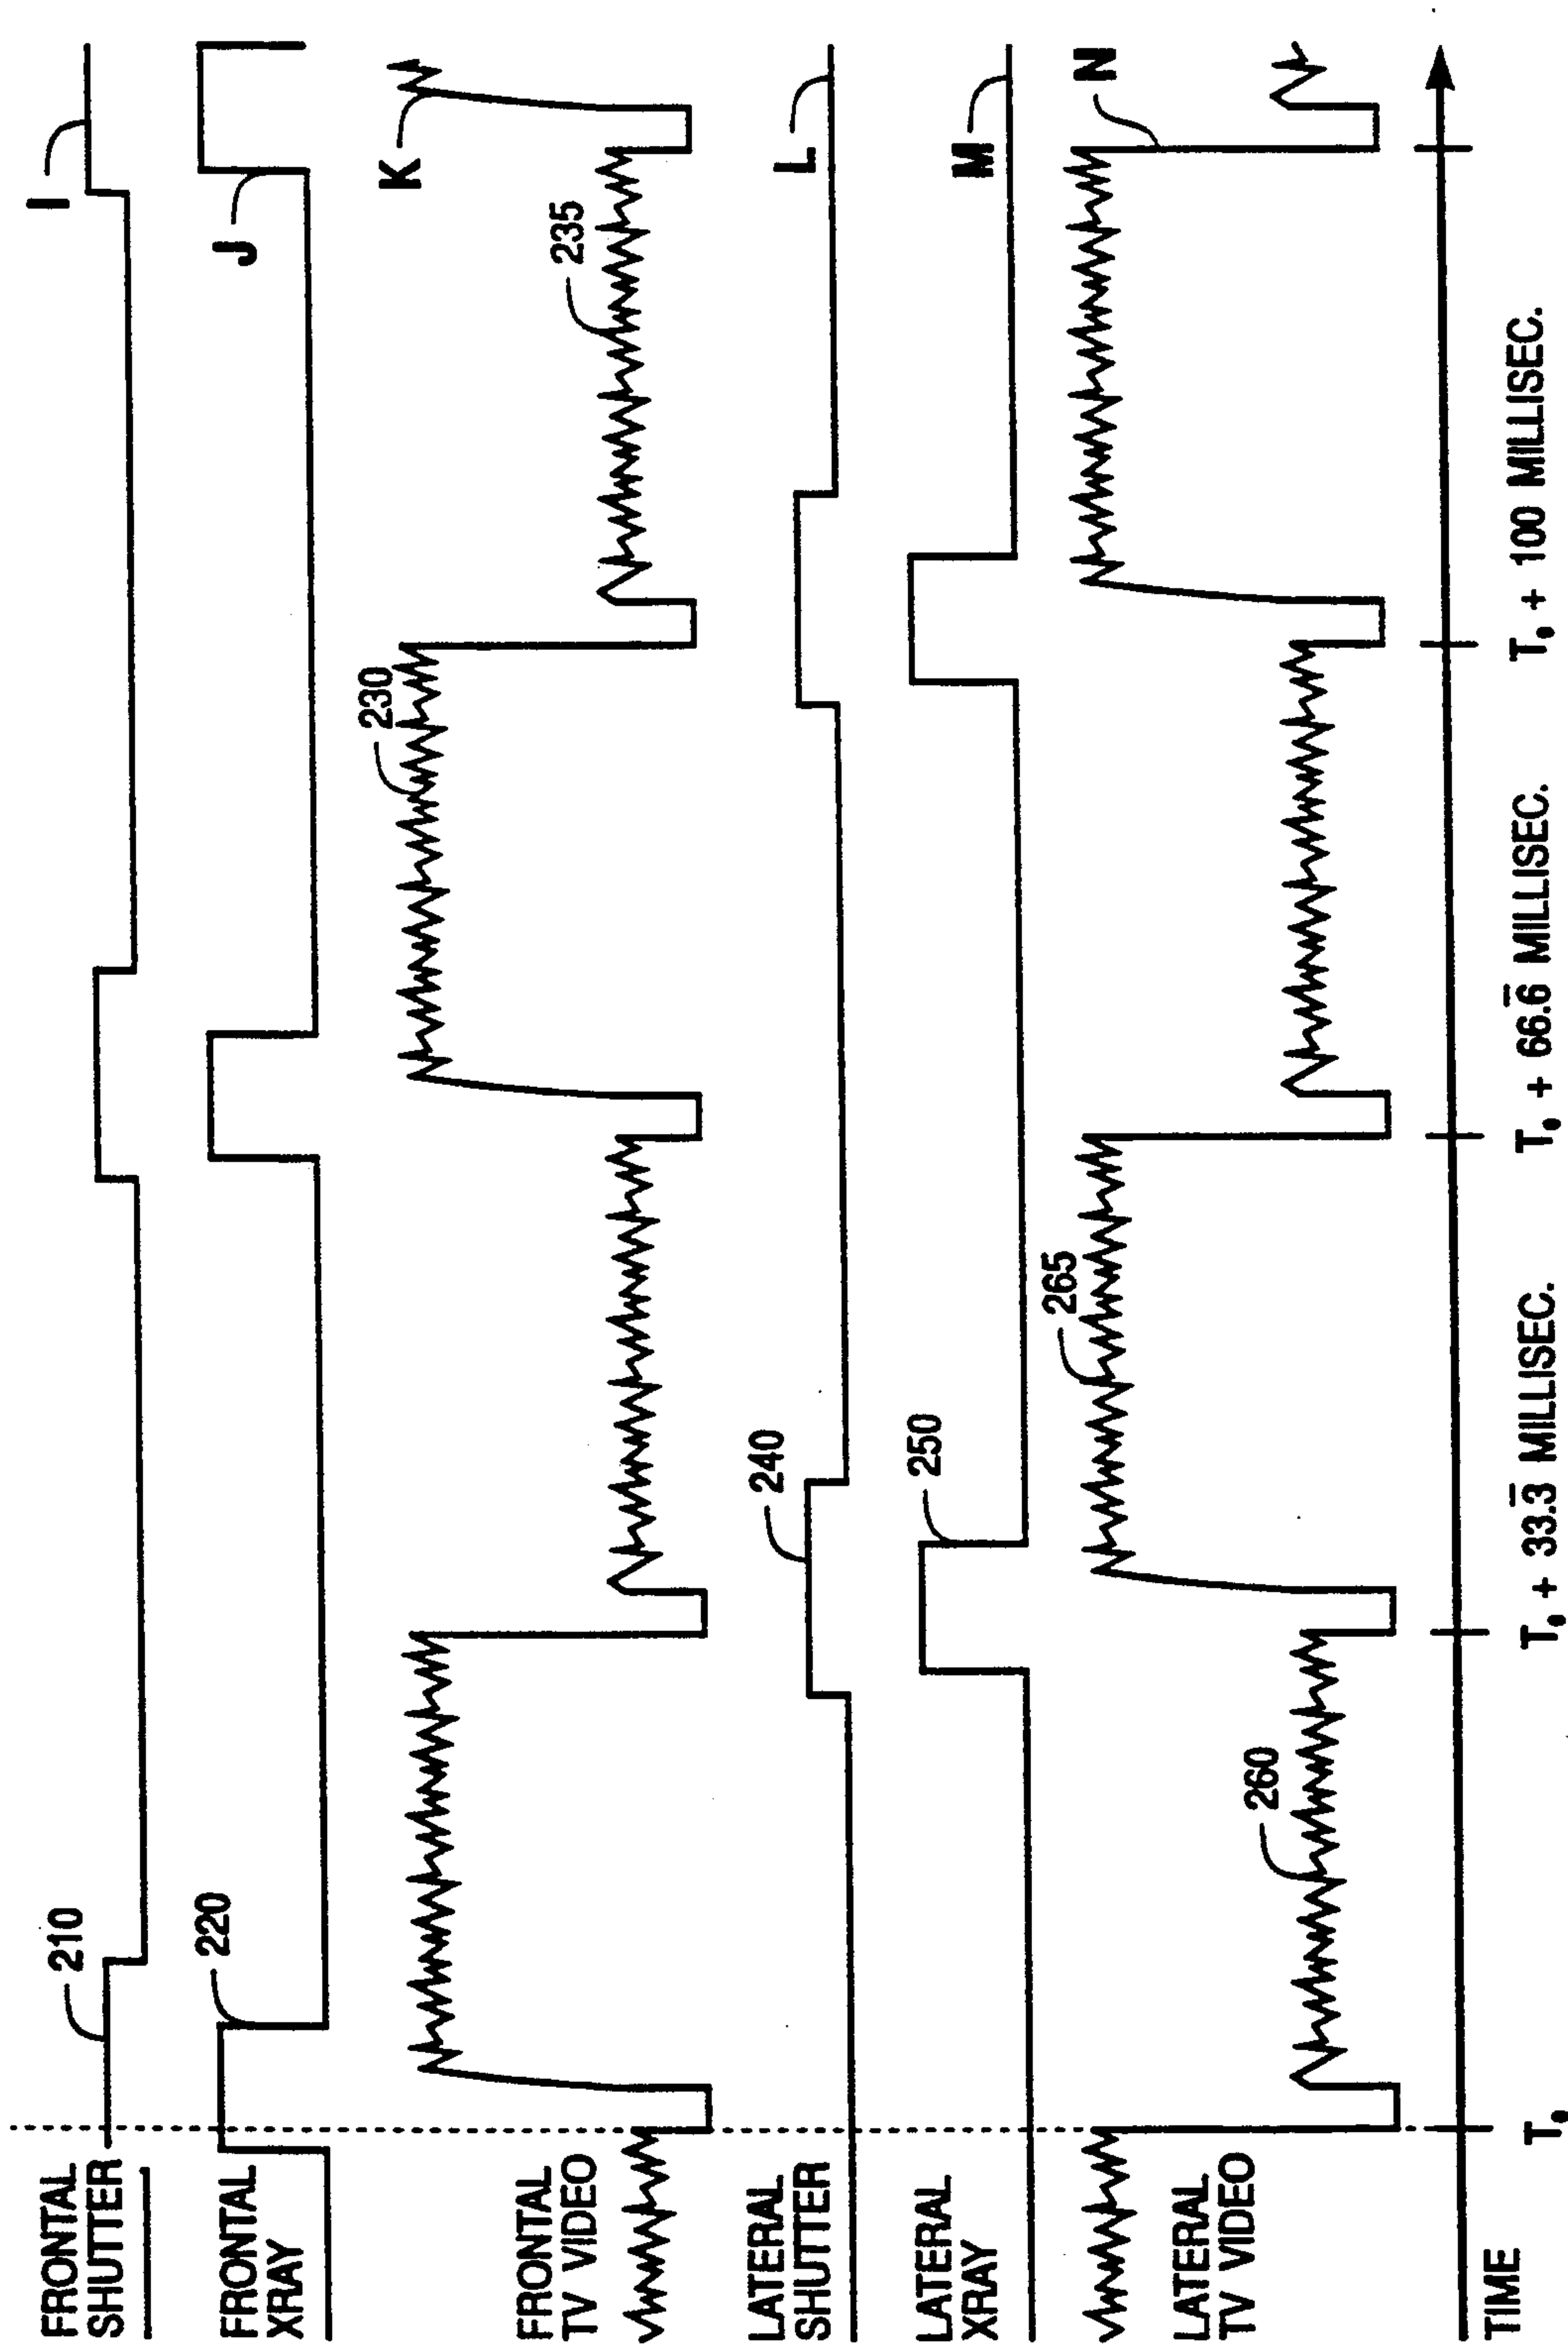 FRONTAL
SHUTTER
210
I
FRONTAL
XRAY
220
J
FRONTAL
TV VIDEO
230
235
K
LATERAL
SHUTTER
240
L
LATERAL
XRAY
250
M
LATERAL
TV VIDEO
260
265
N
TIME
T₀
T₀ + 33.3̅ MILLISEC.
T₀ + 66.6̅ MILLISEC.
T₀ + 100 MILLISEC.